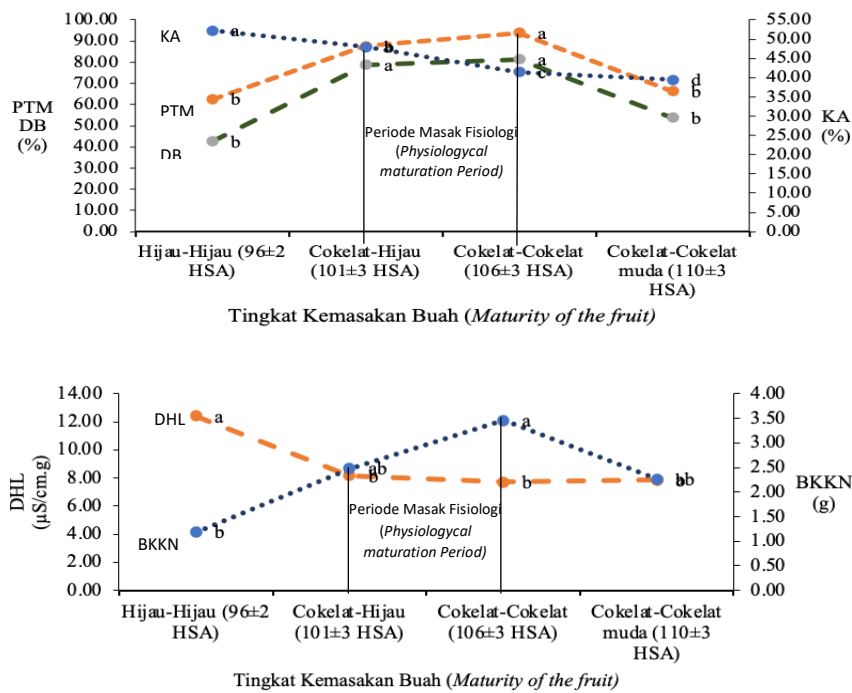 100.00
90.00
80.00
70.00
60.00
50.00
40.00
30.00
20.00
10.00
0.00
PTM
DB
(%)
55.00
50.00
45.00
40.00
35.00
30.00
25.00
20.00
15.00
10.00
5.00
0.00
KA
(%)
KA
a
b
a
c
d
b
PTM
b
a
a
b
DB
b
Periode Masak Fisiologi
(Physiologycal
maturation Period)
Hijau-Hijau (96±2
HSA)
Cokelat-Hijau
(101±3 HSA)
Cokelat-Cokelat
(106±3 HSA)
Cokelat-Cokelat
muda (110±3
HSA)
Tingkat Kemasakan Buah (Maturity of the fruit)
14.00
12.00
10.00
8.00
6.00
4.00
2.00
0.00
DHL
(µS/cm.g)
4.00
3.50
3.00
2.50
2.00
1.50
1.00
0.50
0.00
BKKN
(g)
DHL
a
ab
b
a
b
BKKN
b
Periode Masak Fisiologi
(Physiologycal
maturation Period)
Hijau-Hijau (96±2
HSA)
Cokelat-Hijau
(101±3 HSA)
Cokelat-Cokelat
(106±3 HSA)
Cokelat-Cokelat
muda (110±3
HSA)
Tingkat Kemasakan Buah (Maturity of the fruit)